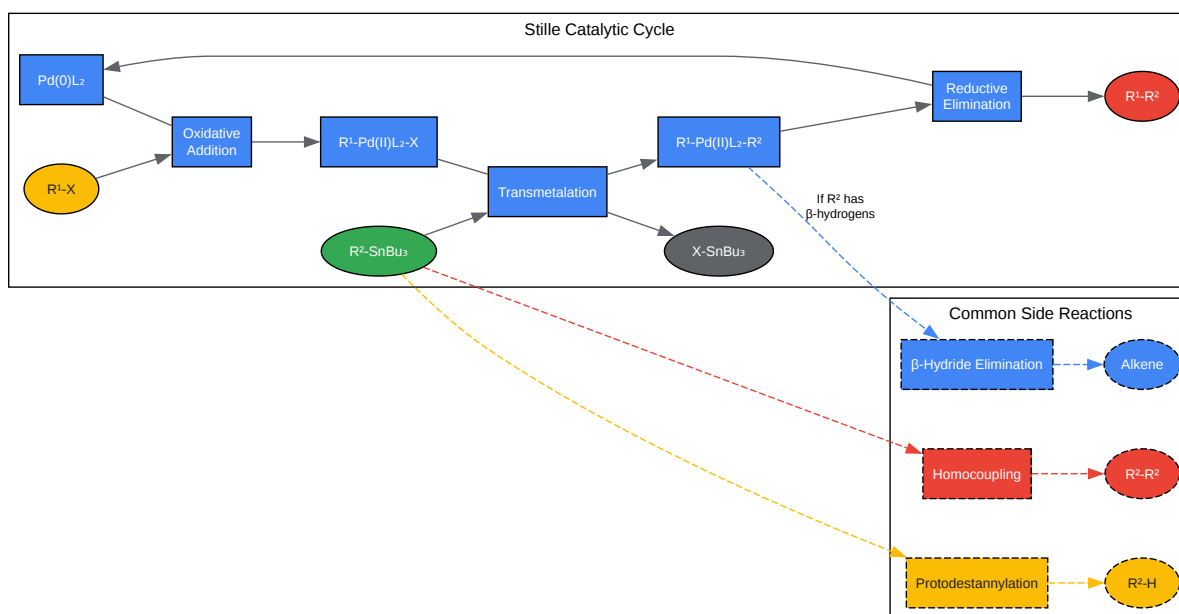 Stille Catalytic Cycle
Pd(0)L₂
Oxidative
Addition
R¹-X
R¹-Pd(II)L₂-X
Transmetalation
R²-SnBu₃
R¹-Pd(II)L₂-R²
X-SnBu₃
Reductive
Elimination
R¹-R²
If R² has
β-hydrogens
Common Side Reactions
β-Hydride Elimination
Alkene
Homocoupling
R²-R²
Protodestannylation
R²-H